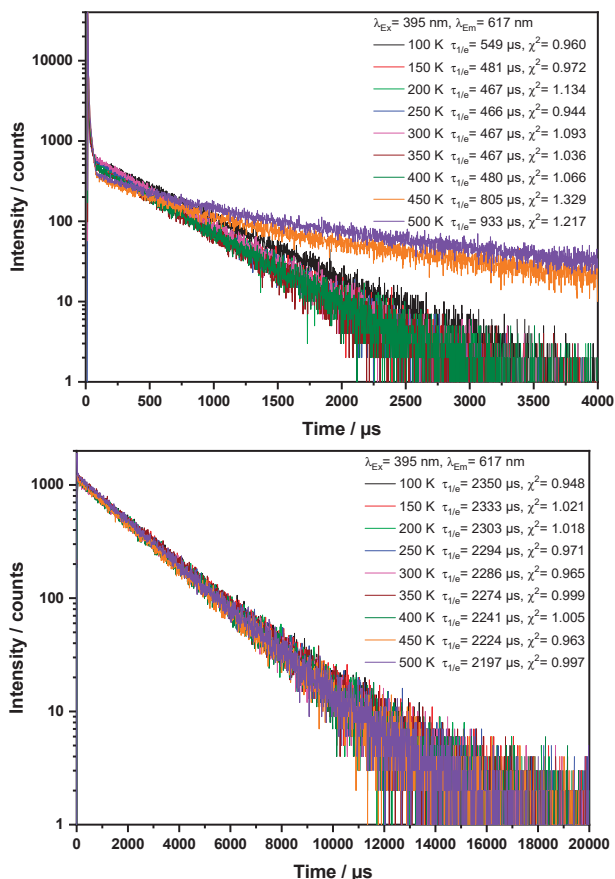 λEx= 395 nm, λEm= 617 nm
100 K τ1/e = 549 µs, χ2= 0.960
150 K τ1/e = 481 µs, χ2= 0.972
200 K τ1/e = 467 µs, χ2= 1.134
250 K τ1/e = 466 µs, χ2= 0.944
300 K τ1/e = 467 µs, χ2= 1.093
350 K τ1/e = 467 µs, χ2= 1.036
400 K τ1/e = 480 µs, χ2= 1.066
450 K τ1/e = 805 µs, χ2= 1.329
500 K τ1/e = 933 µs, χ2= 1.217
Intensity / counts
10000
1000
100
10
1
0 500 1000 1500 2000 2500 3000 3500 4000
Time / µs
λEx= 395 nm, λEm= 617 nm
100 K τ1/e = 2350 µs, χ2= 0.948
150 K τ1/e = 2333 µs, χ2= 1.021
200 K τ1/e = 2303 µs, χ2= 1.018
250 K τ1/e = 2294 µs, χ2= 0.971
300 K τ1/e = 2286 µs, χ2= 0.965
350 K τ1/e = 2274 µs, χ2= 0.999
400 K τ1/e = 2241 µs, χ2= 1.005
450 K τ1/e = 2224 µs, χ2= 0.963
500 K τ1/e = 2197 µs, χ2= 0.997
Intensity / counts
1000
100
10
1
0 2000 4000 6000 8000 10000 12000 14000 16000 18000 20000
Time / µs